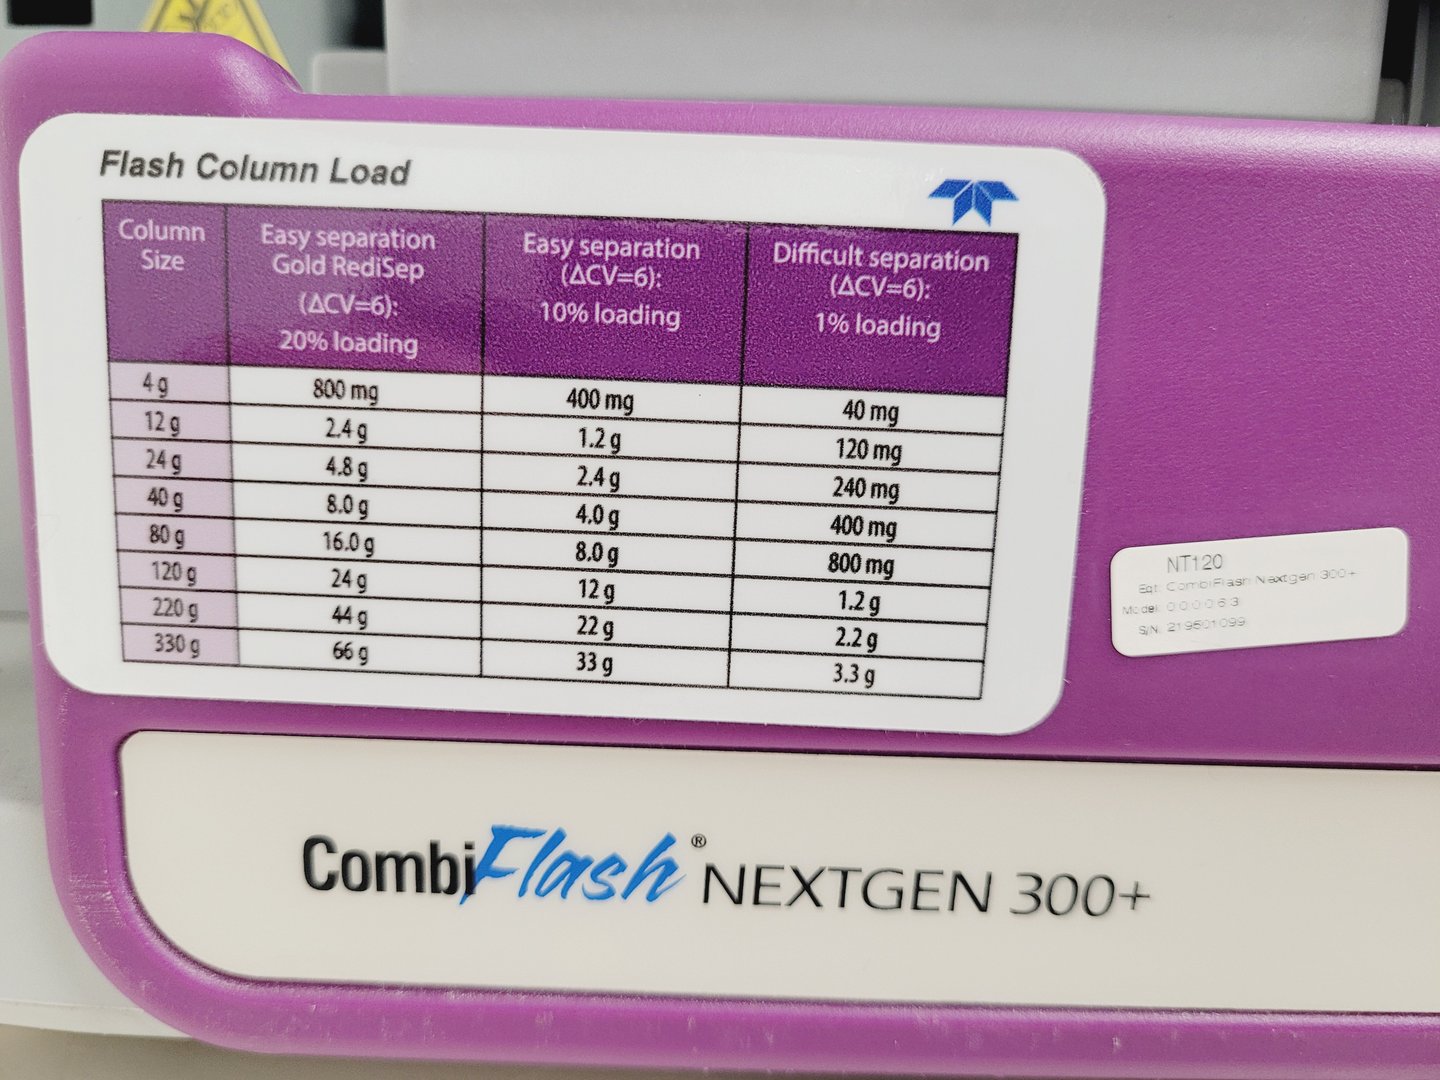 Flash Column Load
Column Size | Easy separation Gold RediSep (ΔCV=6): 20% loading | Easy separation (ΔCV=6): 10% loading | Difficult separation (ΔCV=6): 1% loading
4 g | 800 mg | 400 mg | 40 mg
12 g | 2.4 g | 1.2 g | 120 mg
24 g | 4.8 g | 2.4 g | 240 mg
40 g | 8.0 g | 4.0 g | 400 mg
80 g | 16.0 g | 8.0 g | 800 mg
120 g | 24 g | 12 g | 1.2 g
220 g | 44 g | 22 g | 2.2 g
330 g | 66 g | 33 g | 3.3 g
NT120
Eqt: CombiFlash Nextgen 300+
Model: 000063
S/N: 219501099
CombiFlash® NEXTGEN 300+